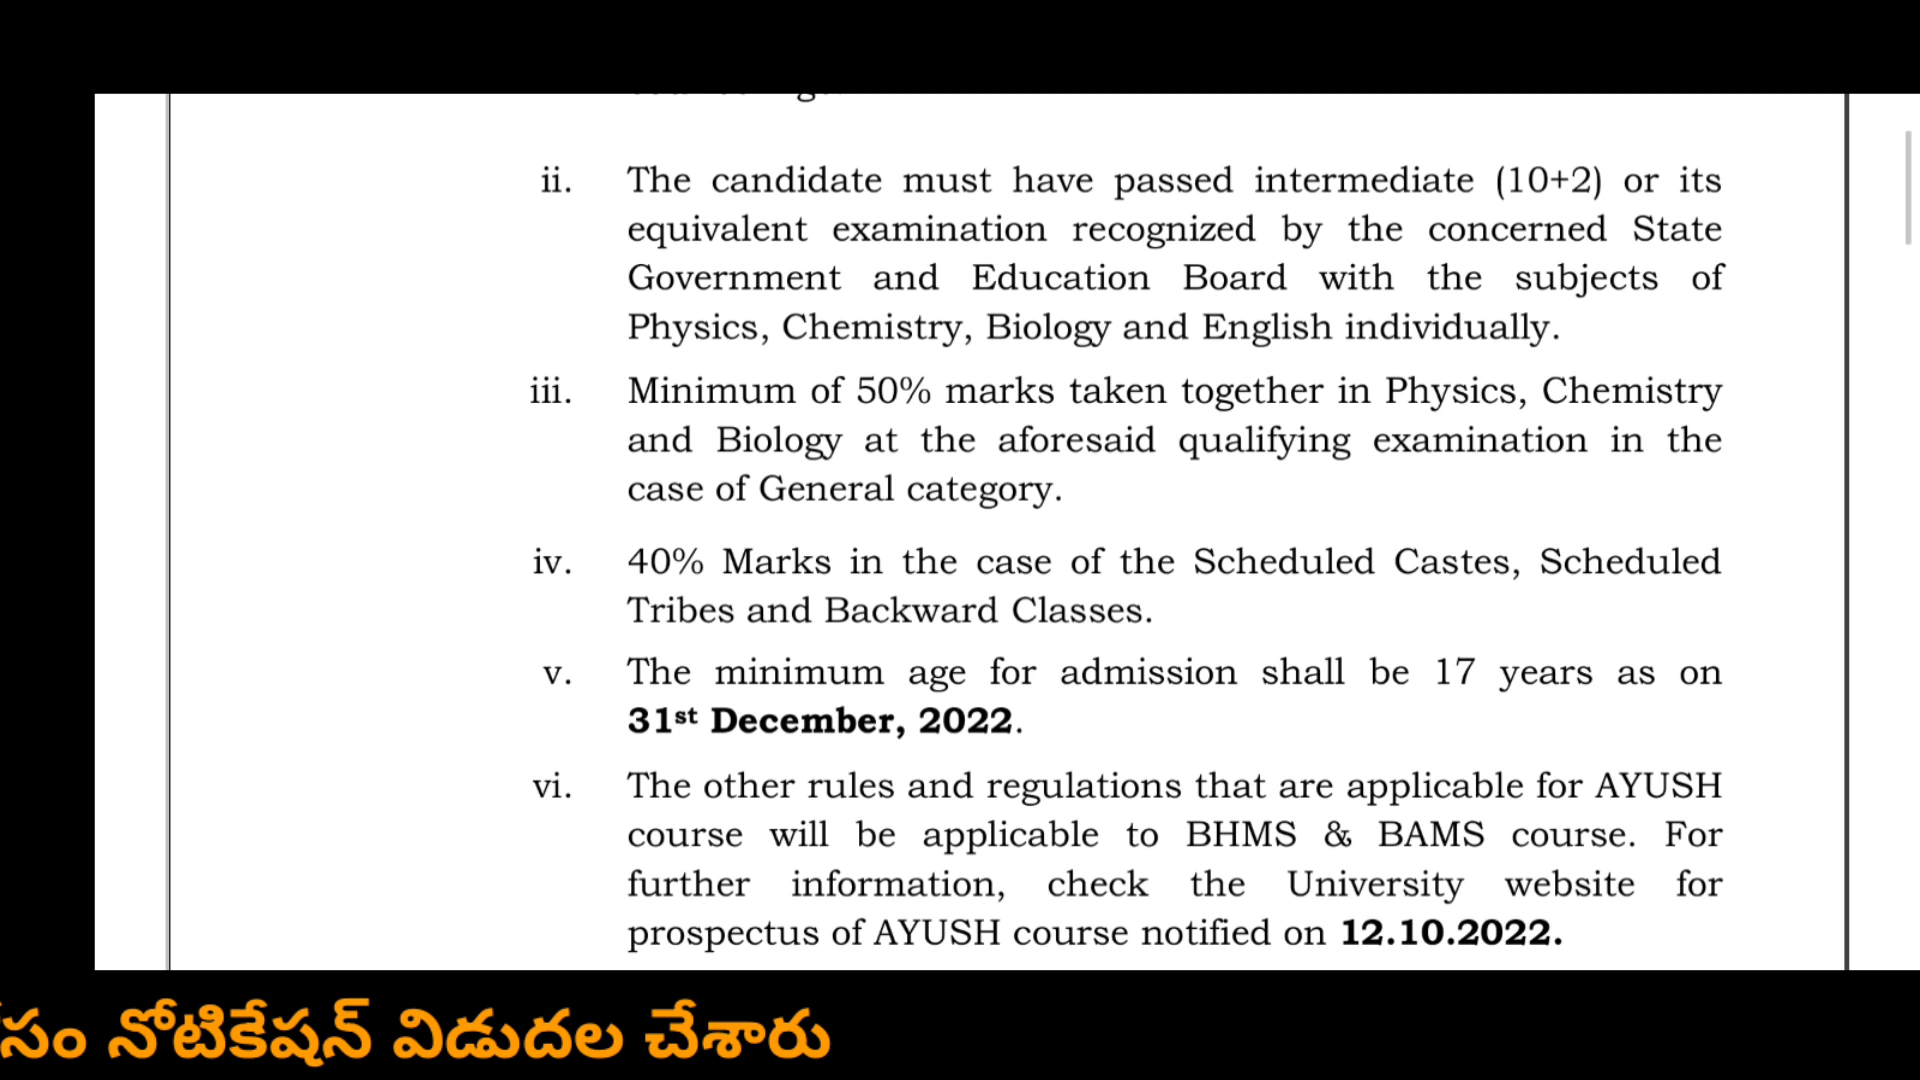 ii. The candidate must have passed intermediate (10+2) or its
equivalent examination recognized by the concerned State
Government and Education Board with the subjects of
Physics, Chemistry, Biology and English individually.
iii. Minimum of 50% marks taken together in Physics, Chemistry
and Biology at the aforesaid qualifying examination in the
case of General category.
iv. 40% Marks in the case of the Scheduled Castes, Scheduled
Tribes and Backward Classes.
v. The minimum age for admission shall be 17 years as on
31st December, 2022.
vi. The other rules and regulations that are applicable for AYUSH
course will be applicable to BHMS & BAMS course. For
further information, check the University website for
prospectus of AYUSH course notified on 12.10.2022.
నోటికేషన్ విడుదల చేశారు